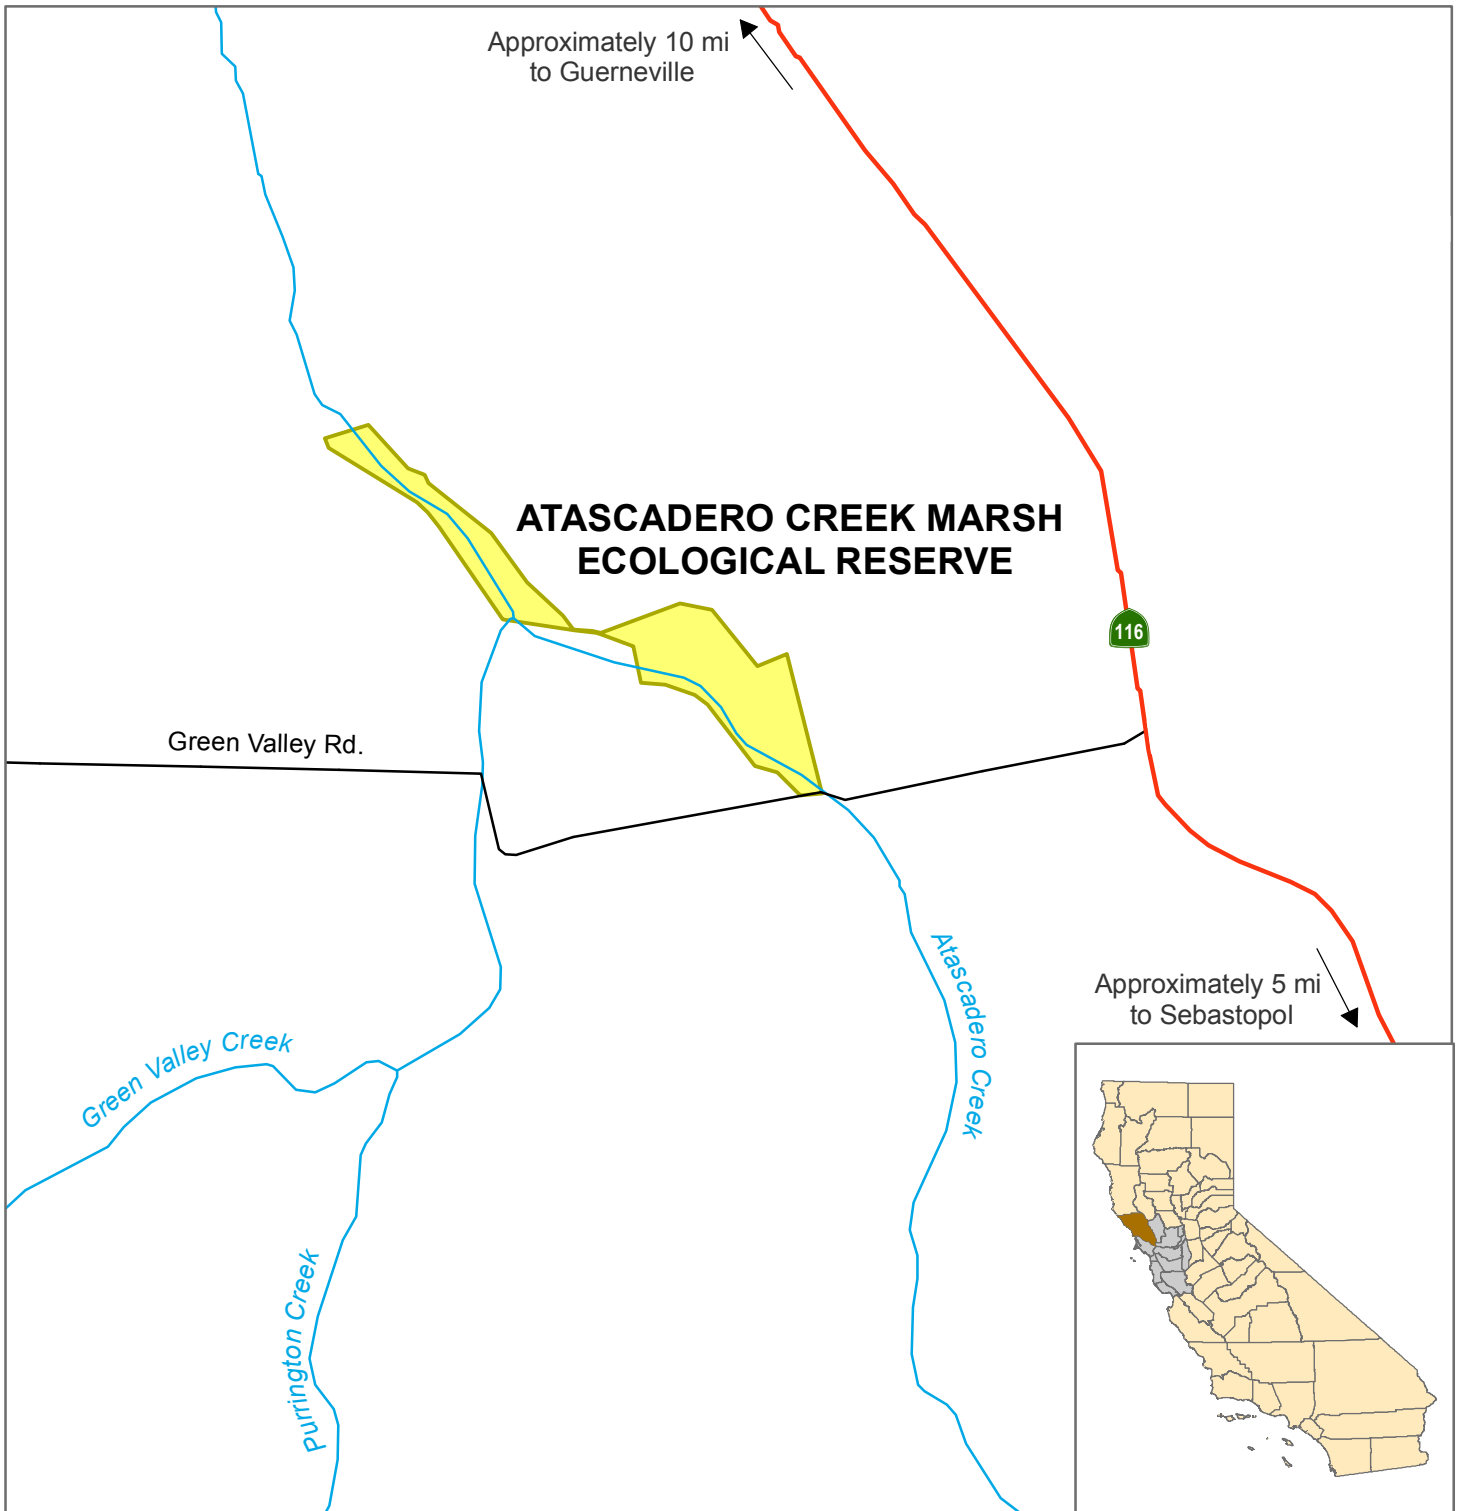 Approximately 10 mi
to Guerneville
ATASCADERO CREEK MARSH
ECOLOGICAL RESERVE
116
Green Valley Rd.
Atascadero Creek
Approximately 5 mi
to Sebastopol
Green Valley Creek
Purrington Creek